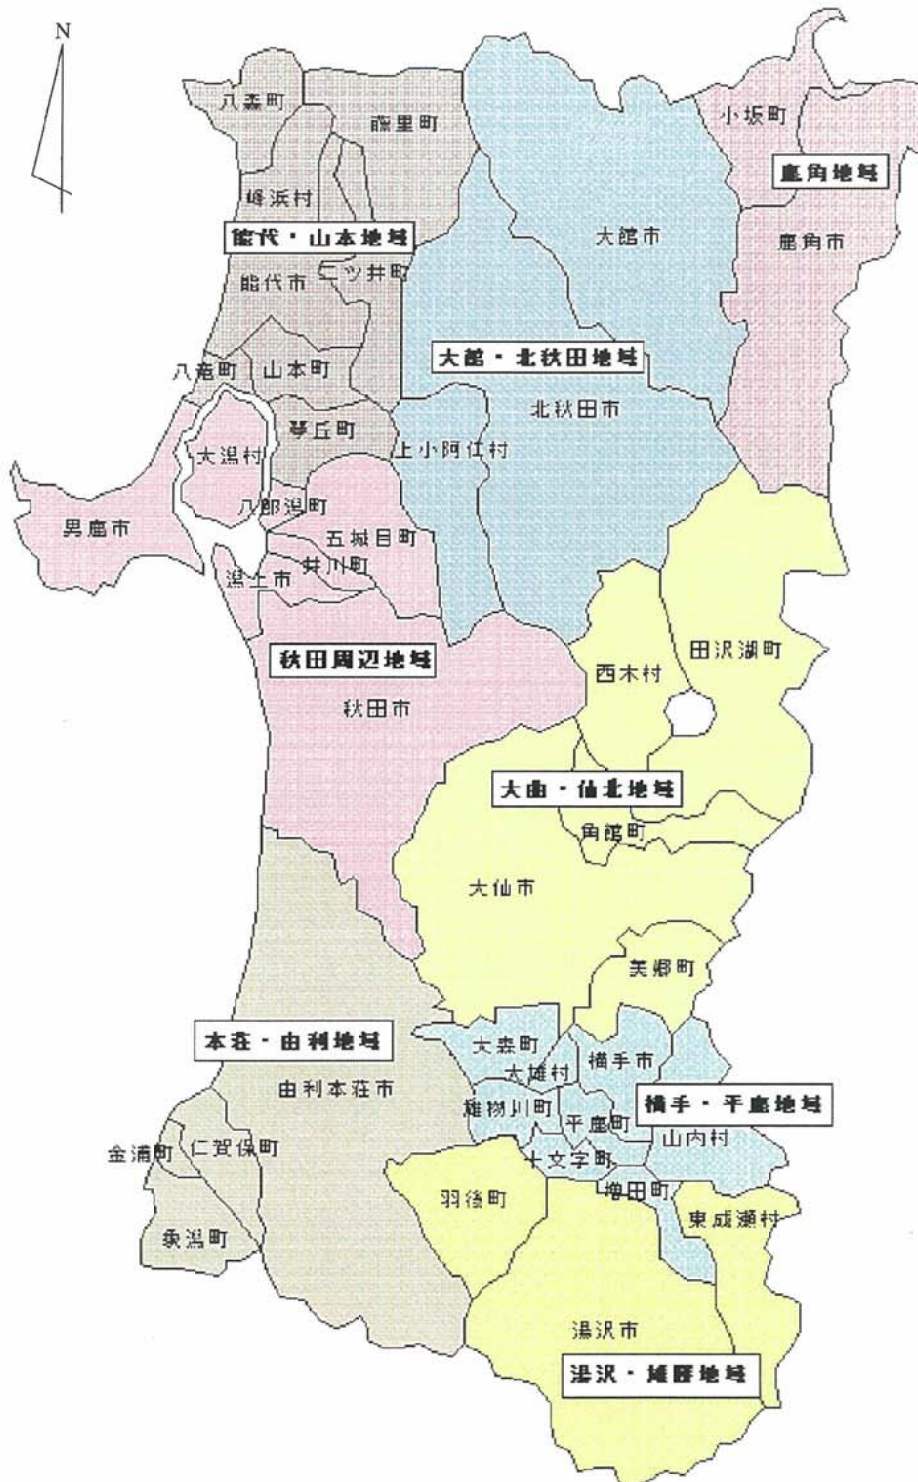 N
八森町
藤里町
小坂町
鹿角地域
峰浜村
能代・山本地域
大館市
鹿角市
二ツ井町
能代市
大館・北秋田地域
八竜町
山本町
北秋田市
琴丘町
上小阿仁村
大潟村
八郎潟町
男鹿市
五城目町
井川町
潟上市
秋田周辺地域
西木村
田沢湖町
秋田市
大曲・仙北地域
角館町
大仙市
美郷町
本荘・由利地域
大森町
横手市
大雄村
由利本荘市
雄物川町
平鹿町
横手・平鹿地域
山内村
金浦町
仁賀保町
十文字町
増田町
羽後町
東成瀬村
象潟町
湯沢市
湯沢・雄勝地域